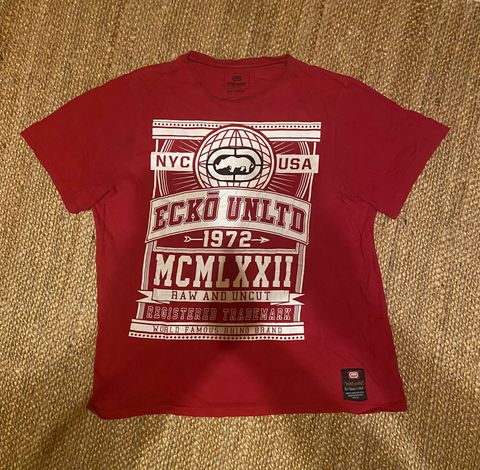 NYC USA
ECKŌ UNLTD
1972
MCMLXXII
RAW AND UNCUT
REGISTERED TRADEMARK
WORLD FAMOUS RHINO BRAND